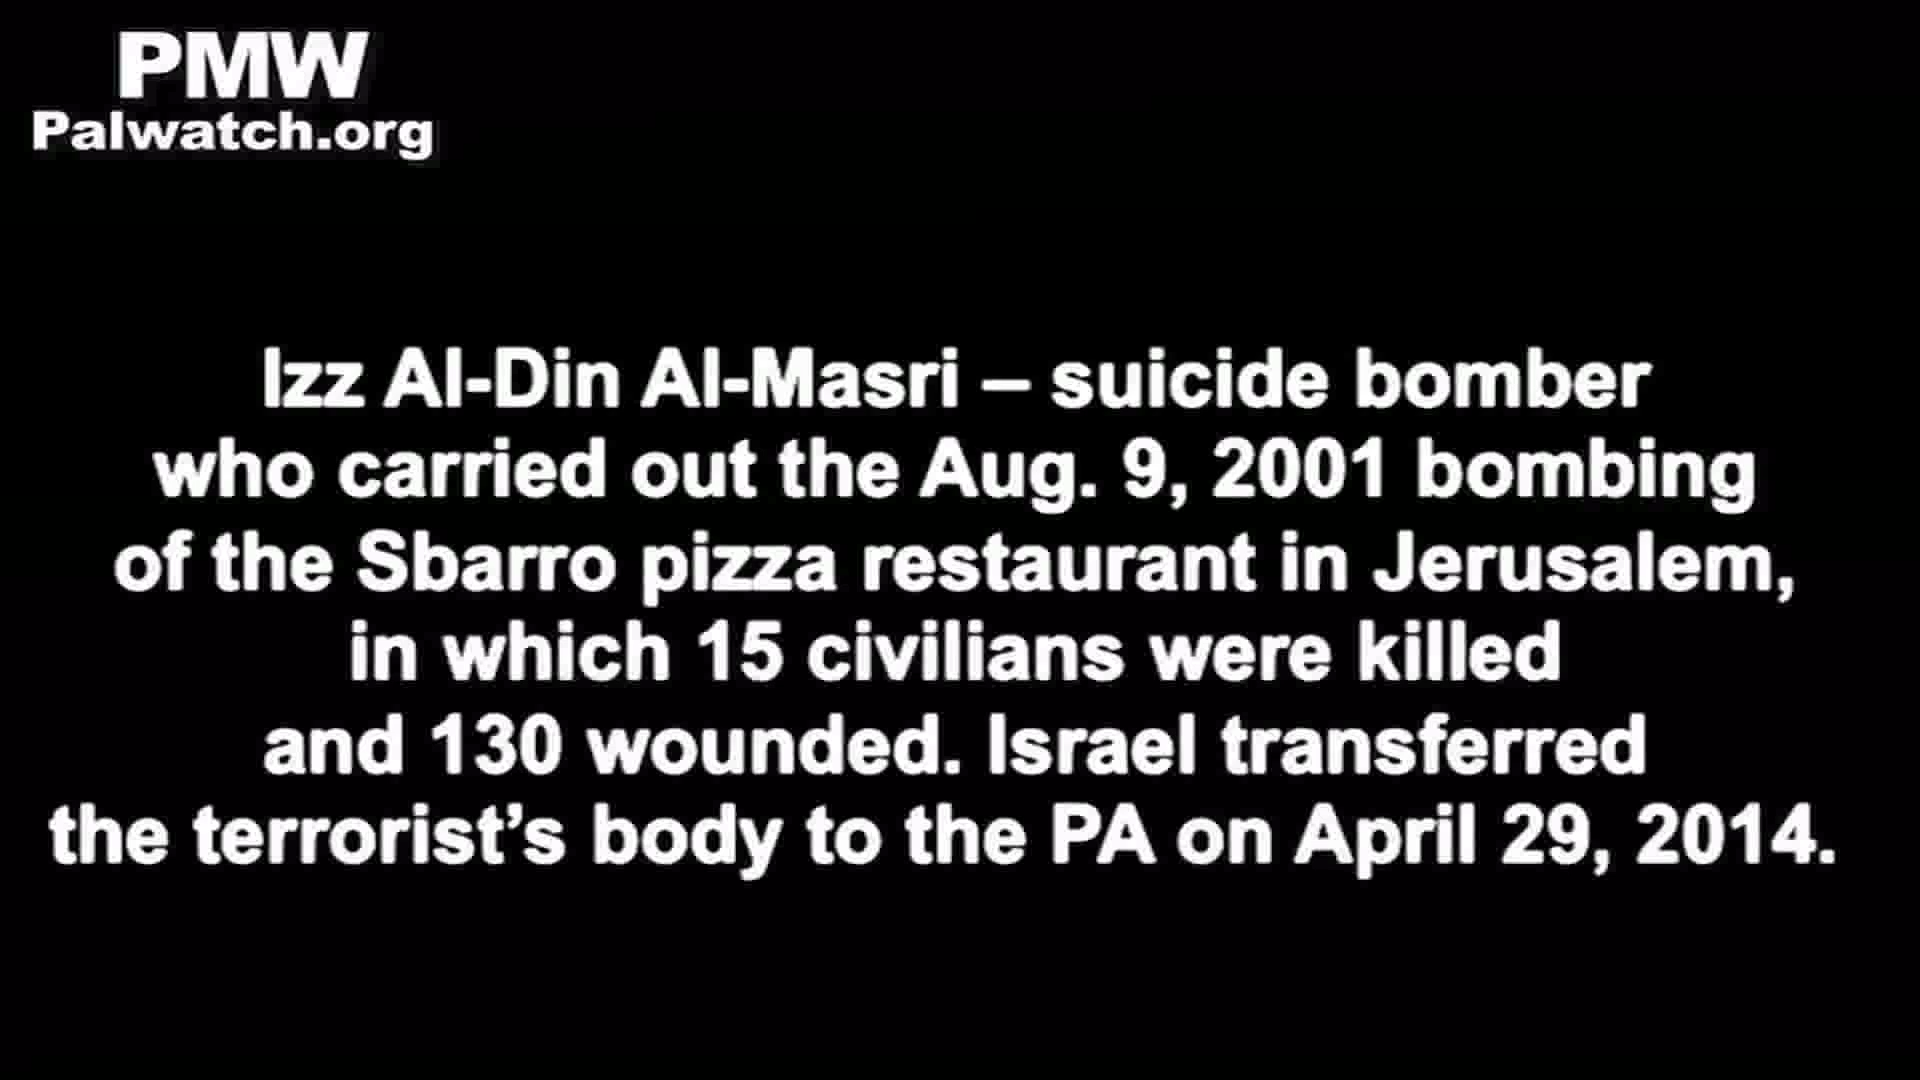 PMW
Palwatch.org
Izz Al-Din Al-Masri – suicide bomber
who carried out the Aug. 9, 2001 bombing
of the Sbarro pizza restaurant in Jerusalem,
in which 15 civilians were killed
and 130 wounded. Israel transferred
the terrorist’s body to the PA on April 29, 2014.